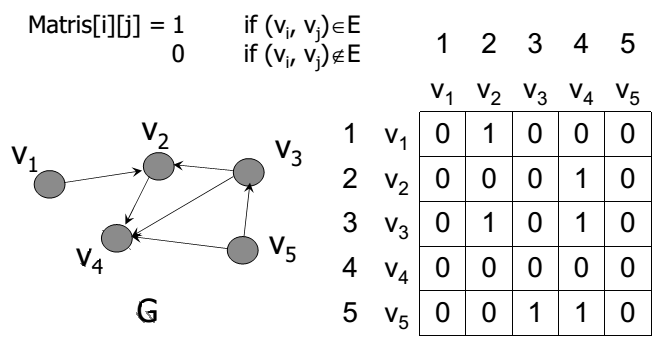 Matris[i][j] = 1 if (vi, vj)∈E
0 if (vi, vj)∉E
v1
v2
v3
v4
v5
G
1 2 3 4 5
v1 v2 v3 v4 v5
1 v1 0 1 0 0 0
2 v2 0 0 0 1 0
3 v3 0 1 0 1 0
4 v4 0 0 0 0 0
5 v5 0 0 1 1 0